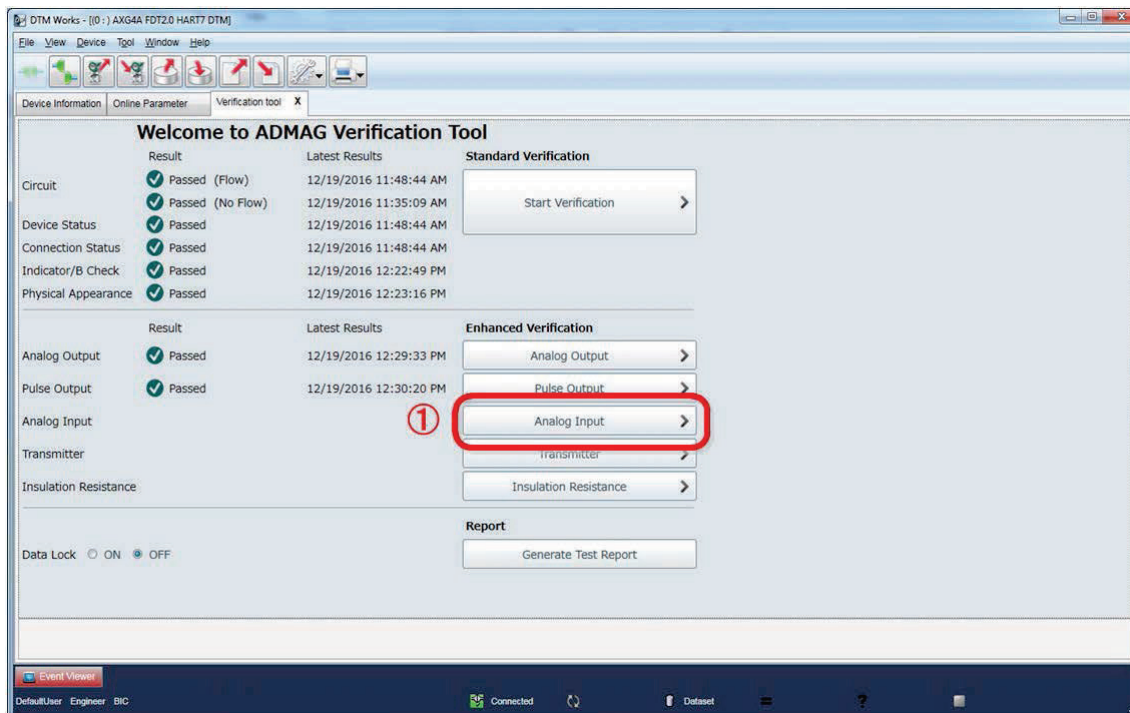 DTM Works - [(0 : ) AXG4A FDT2.0 HART7 DTM]
File View Device Tool Window Help
Device Information Online Parameter Verification tool X
Welcome to ADMAG Verification Tool
Result Latest Results Standard Verification
Circuit Passed (Flow) 12/19/2016 11:48:44 AM
Passed (No Flow) 12/19/2016 11:35:09 AM Start Verification >
Device Status Passed 12/19/2016 11:48:44 AM
Connection Status Passed 12/19/2016 11:48:44 AM
Indicator/B Check Passed 12/19/2016 12:22:49 PM
Physical Appearance Passed 12/19/2016 12:23:16 PM
Result Latest Results Enhanced Verification
Analog Output Passed 12/19/2016 12:29:33 PM Analog Output >
Pulse Output Passed 12/19/2016 12:30:20 PM Pulse Output >
Analog Input ① Analog Input >
Transmitter Transmitter >
Insulation Resistance Insulation Resistance >
Report
Data Lock ON OFF Generate Test Report
Event Viewer
DefaultUser Engineer BIC Connected Dataset = ?